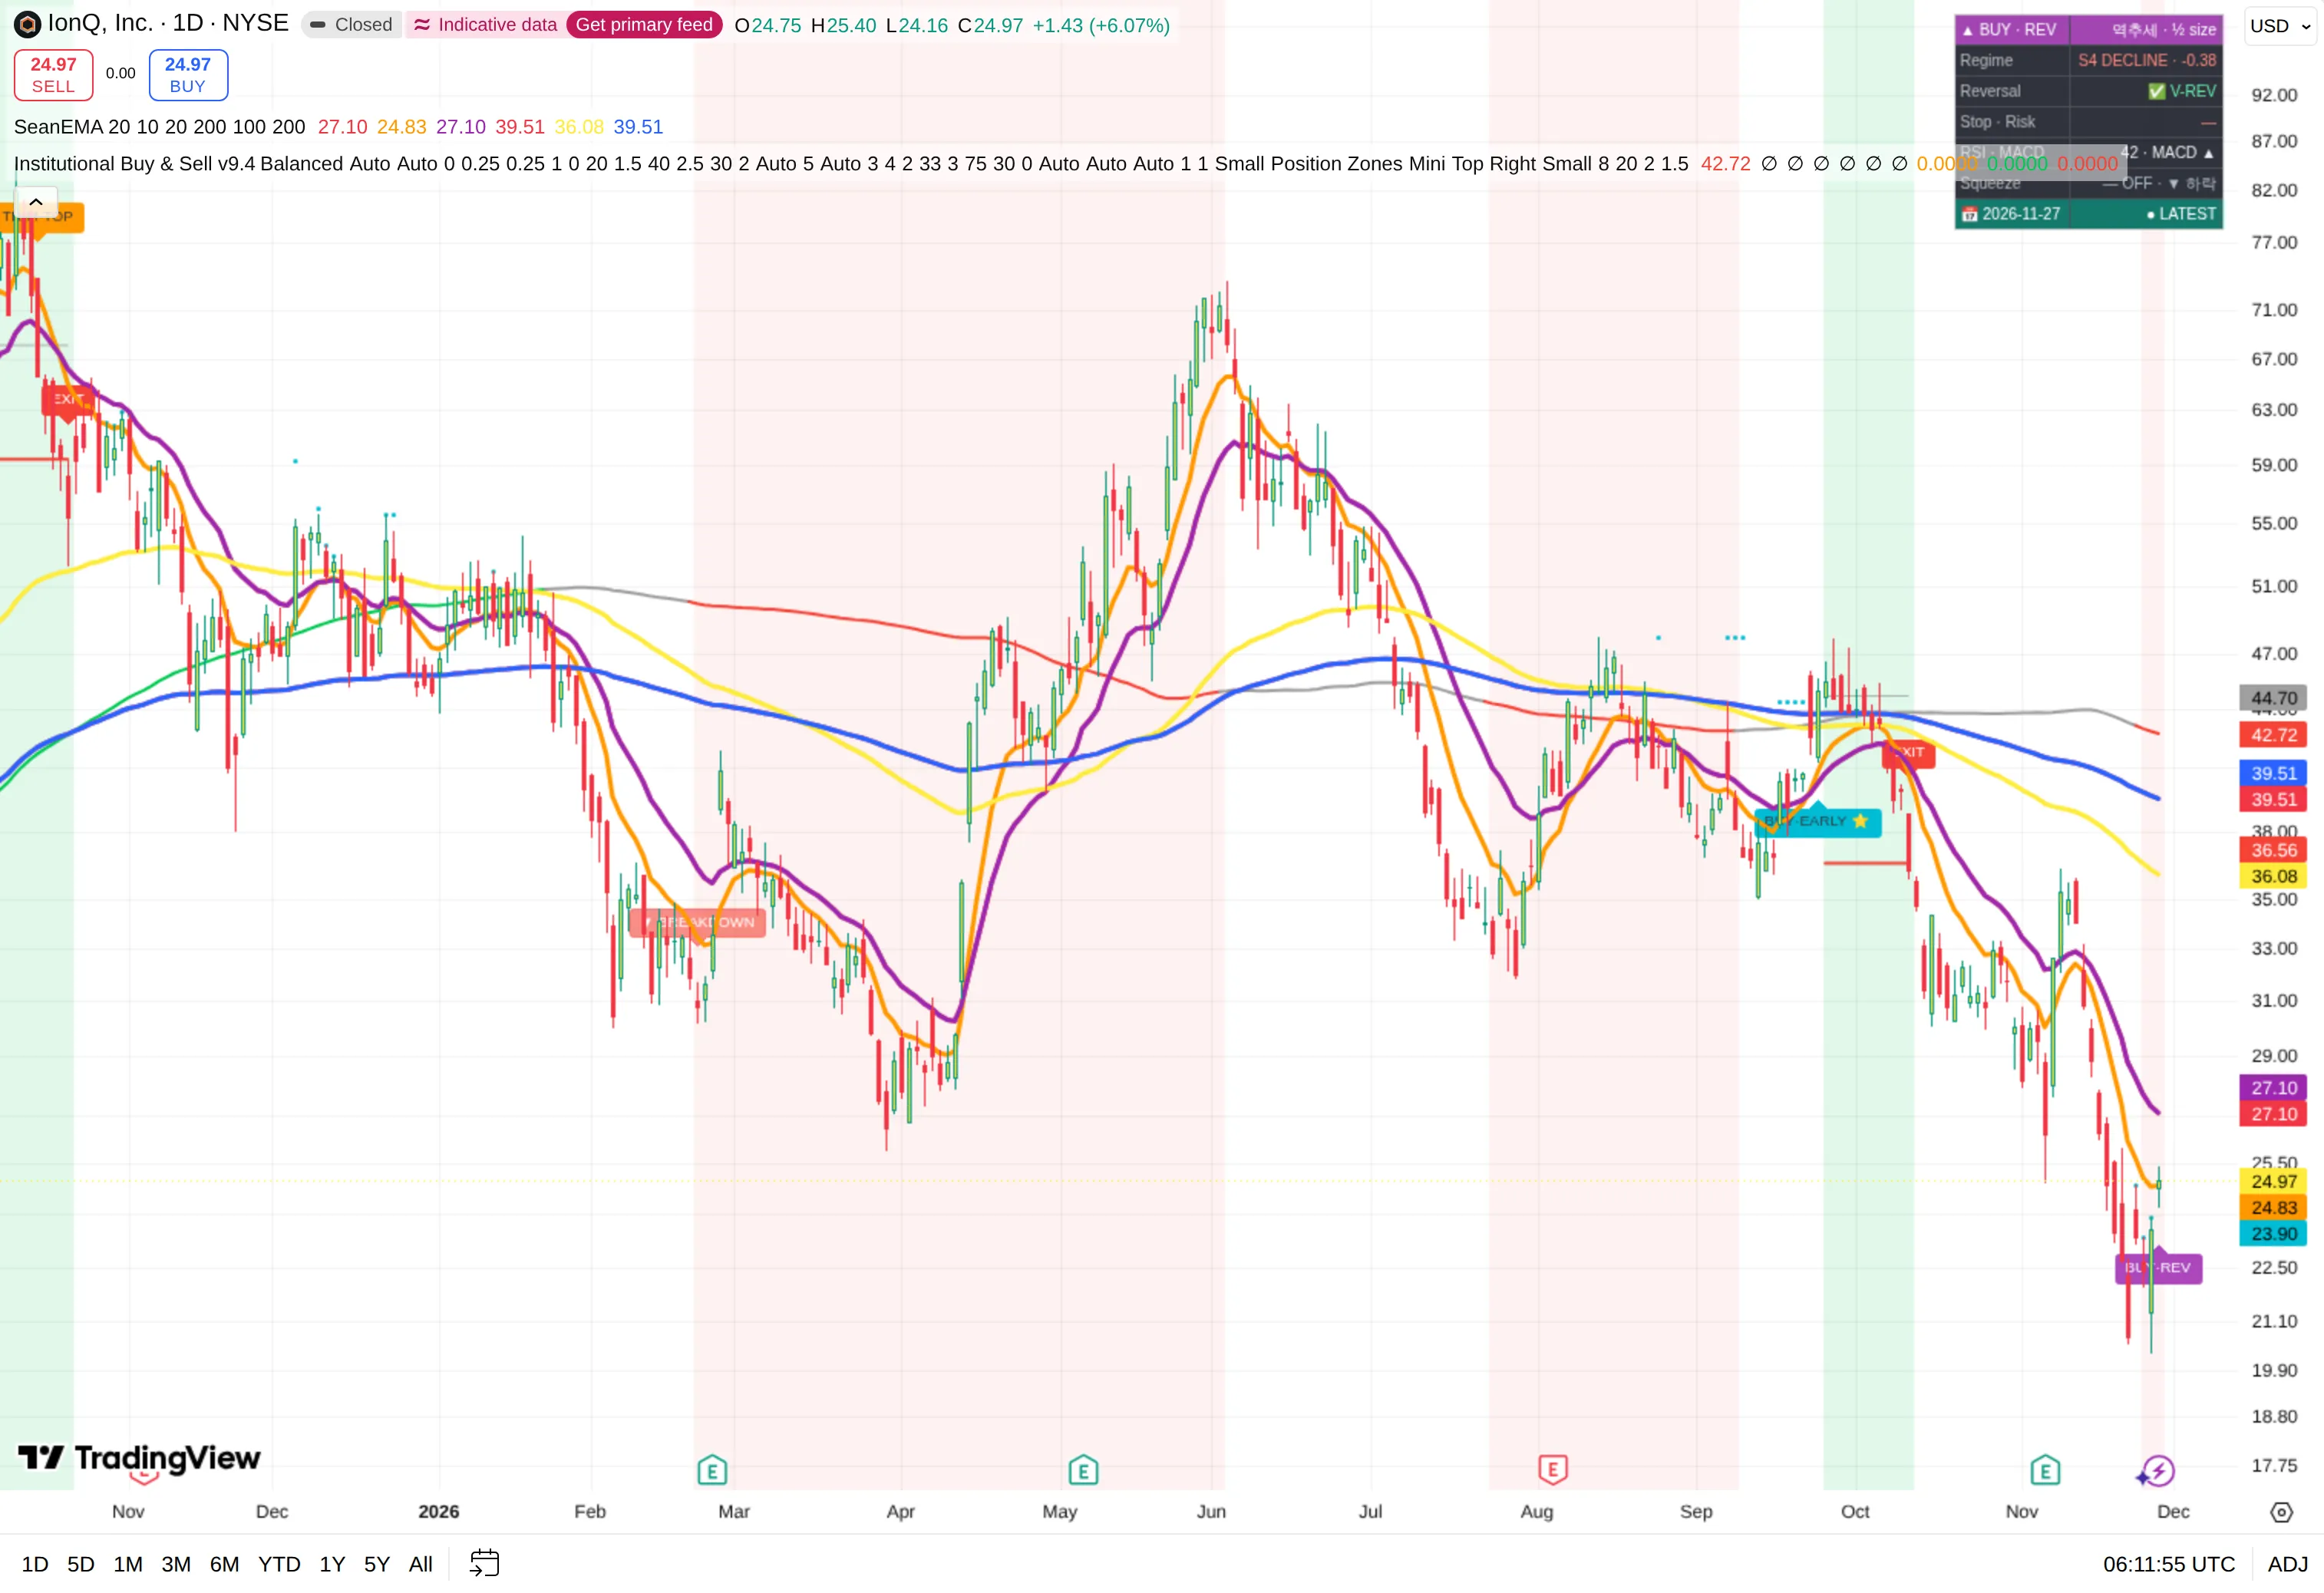 IonQ, Inc. · 1D · NYSE Closed Indicative data Get primary feed O24.75 H25.40 L24.16 C24.97 +1.43 (+6.07%)
24.97 SELL 0.00 24.97 BUY
SeanEMA 20 10 20 200 100 200 27.10 24.83 27.10 39.51 36.08 39.51
Institutional Buy & Sell v9.4 Balanced Auto Auto 0 0.25 0.25 1 0 20 1.5 40 2.5 30 2 Auto 5 Auto 3 4 2 33 3 75 30 0 Auto Auto Auto 1 1 Small Position Zones Mini Top Right Small 8 20 2 1.5 42.72 ∅ ∅ ∅ ∅ ∅ ∅ 0.0000 0.0000 0.0000
▲ BUY · REV 역추세 · ½ size
Regime S4 DECLINE · -0.38
Reversal ✅ V-REV
Stop · Risk —
RSI · MACD 42 · MACD ▲
Squeeze — OFF · ▼ 하락
📅 2026-11-27 ● LATEST
USD
TOP
EXIT
BREAKDOWN
BUY-EARLY ⭐
EXIT
BUY-REV
92.00
87.00
82.00
77.00
71.00
67.00
63.00
59.00
55.00
51.00
47.00
44.70
42.72
39.51
39.51
38.00
36.56
36.08
35.00
33.00
31.00
29.00
27.10
27.10
25.50
24.97
24.83
23.90
22.50
21.10
19.90
18.80
17.75
TradingView
E E E E E
Nov Dec 2026 Feb Mar Apr May Jun Jul Aug Sep Oct Nov Dec
1D 5D 1M 3M 6M YTD 1Y 5Y All 06:11:55 UTC ADJ